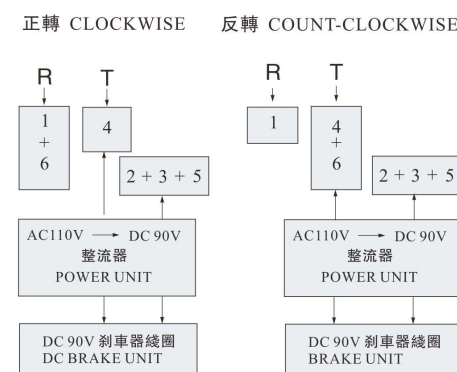 正轉 CLOCKWISE
R T
1
+
6
4
2 + 3 + 5
AC110V → DC 90V
整流器
POWER UNIT
DC 90V 刹車器綫圈
DC BRAKE UNIT
反轉 COUNT-CLOCKWISE
R T
1
4
+
6
2 + 3 + 5
AC110V → DC 90V
整流器
POWER UNIT
DC 90V 刹車器綫圈
BRAKE UNIT